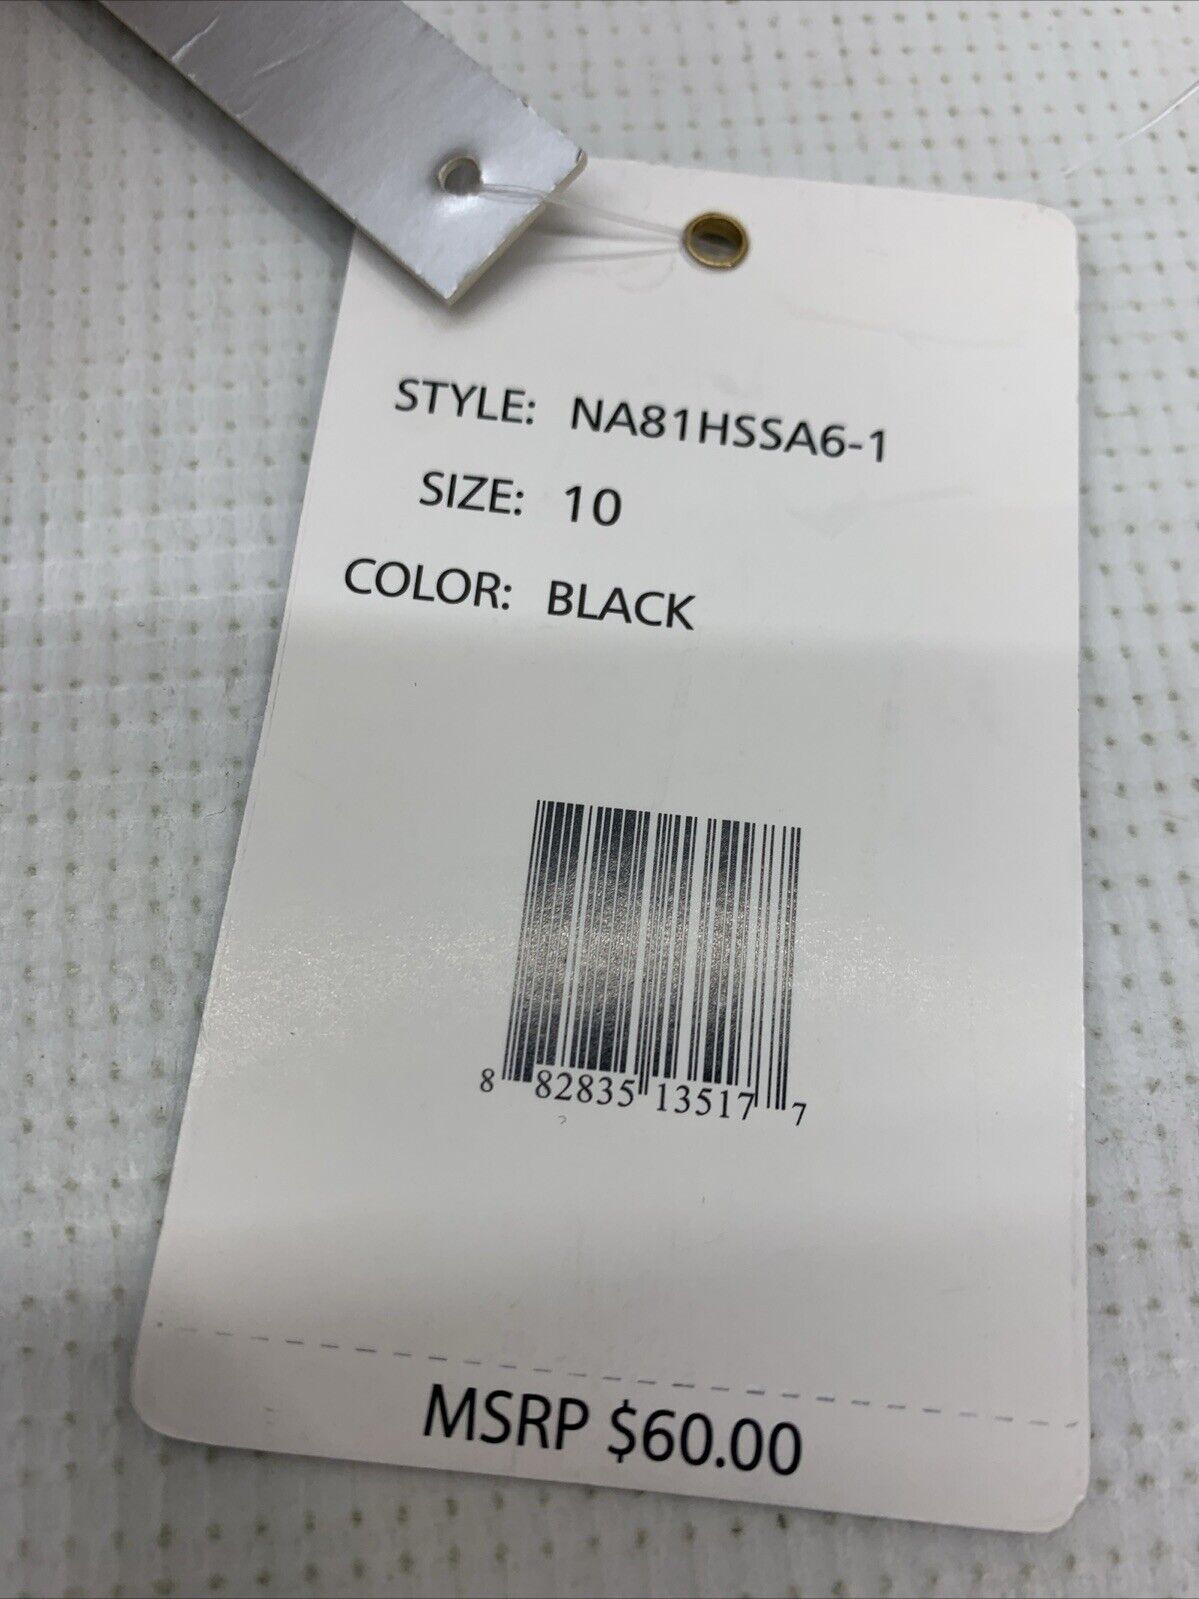 STYLE: NA81HSSA6-1
SIZE: 10
COLOR: BLACK
8 82835 13517 7
MSRP $60.00